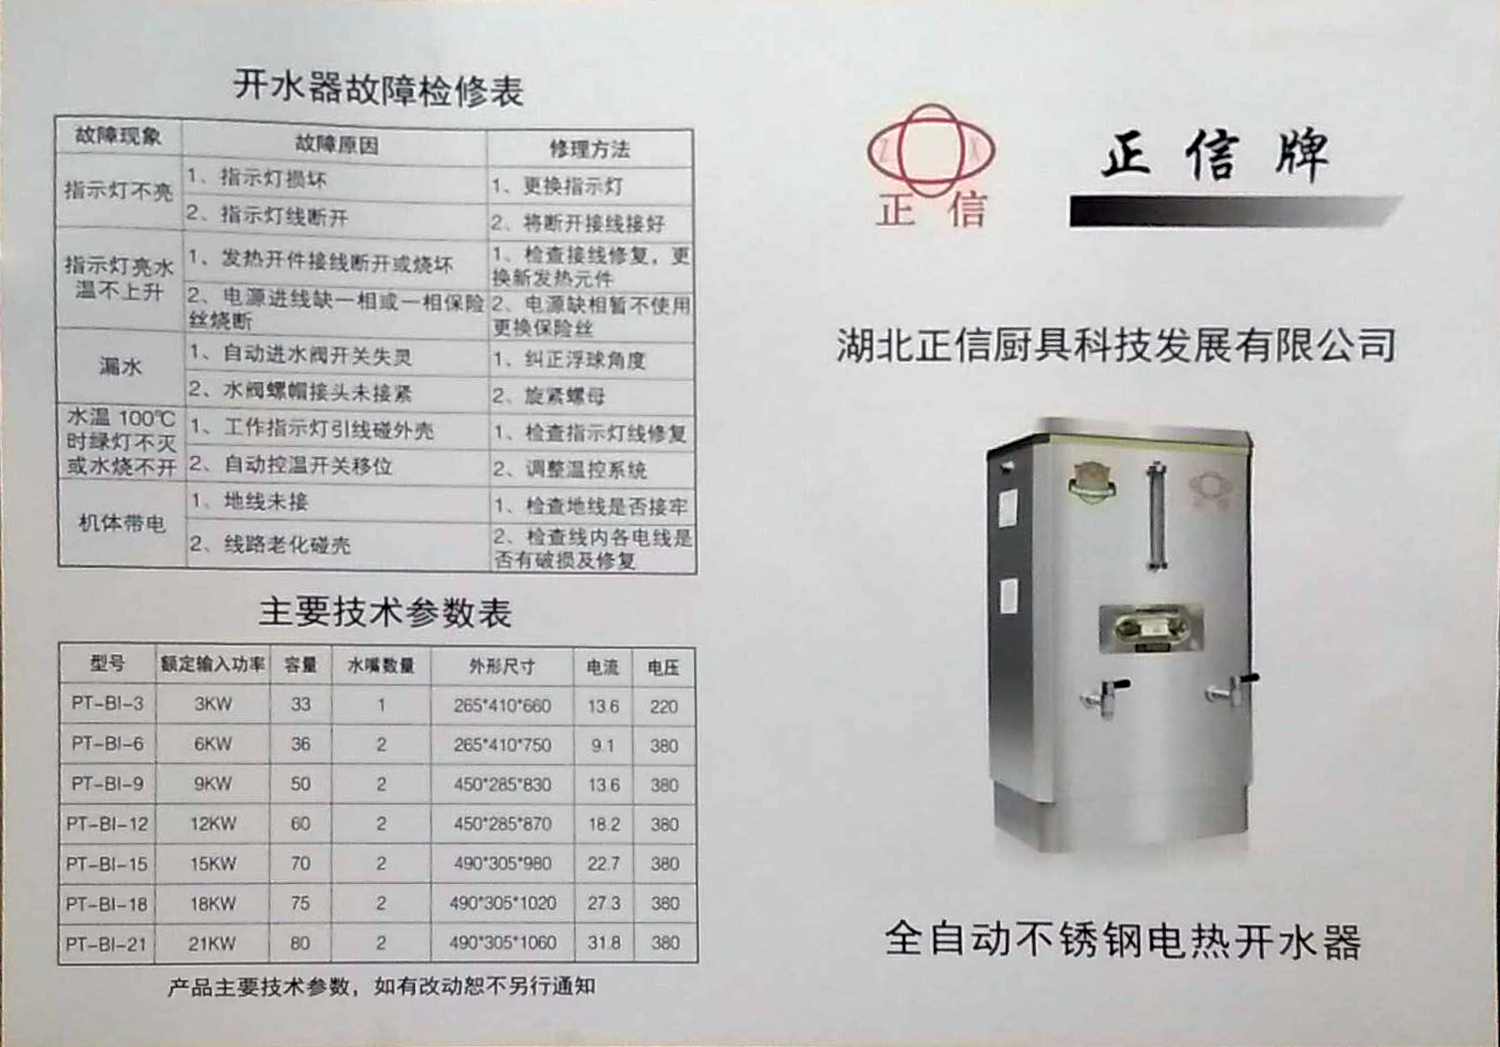 开水器故障检修表
故障现象 故障原因 修理方法
指示灯不亮
1、指示灯损坏
1、更换指示灯
2、指示灯线断开
2、将断开接线接好
指示灯亮水
温不上升
1、发热开件接线断开或烧坏
1、检查接线修复，更
换新发热元件
2、电源进线缺一相或一相保险
丝烧断
2、电源缺相暂不使用
更换保险丝
漏水
1、自动进水阀开关失灵
1、纠正浮球角度
2、水阀螺帽接头未接紧
2、旋紧螺母
水温 100℃
时绿灯不灭
或水烧不开
1、工作指示灯引线碰外壳
1、检查指示灯线修复
2、自动控温开关移位
2、调整温控系统
机体带电
1、地线未接
1、检查地线是否接牢
2、线路老化碰壳
2、检查线内各电线是
否有破损及修复
主要技术参数表
型号 额定输入功率 容量 水嘴数量 外形尺寸 电流 电压
PT-BI-3 3KW 33 1 265*410*660 13.6 220
PT-BI-6 6KW 36 2 265*410*750 9.1 380
PT-BI-9 9KW 50 2 450*285*830 13.6 380
PT-BI-12 12KW 60 2 450*285*870 18.2 380
PT-BI-15 15KW 70 2 490*305*980 22.7 380
PT-BI-18 18KW 75 2 490*305*1020 27.3 380
PT-BI-21 21KW 80 2 490*305*1060 31.8 380
产品主要技术参数，如有改动恕不另行通知
Z X
正信
正信牌
湖北正信厨具科技发展有限公司
全自动不锈钢电热开水器